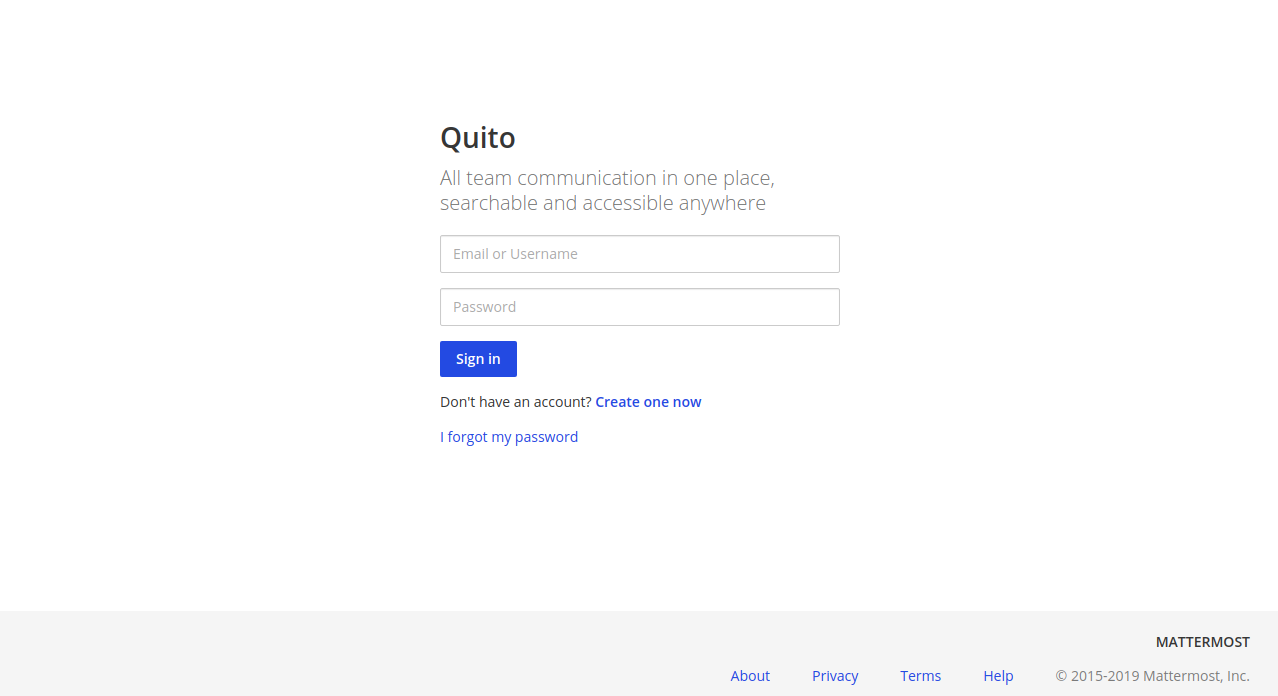 Quito
All team communication in one place,
searchable and accessible anywhere
Email or Username
Password
Sign in
Don't have an account? Create one now
I forgot my password
MATTERMOST
About Privacy Terms Help © 2015-2019 Mattermost, Inc.